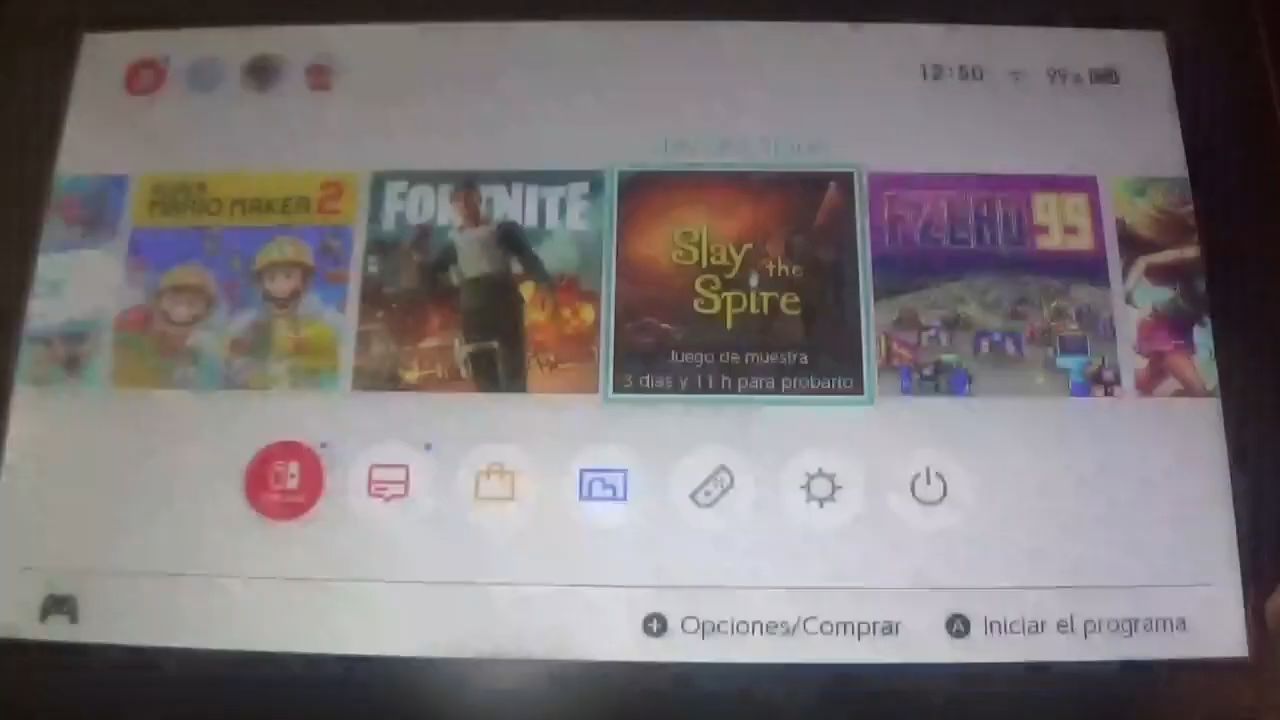 12:50 99%
SUPER
MARIO MAKER 2
FORTNITE
Slay
the
Spire
Juego de muestra
3 días y 11 h para probarlo
F-ZERO 99
Opciones/Comprar
Iniciar el programa